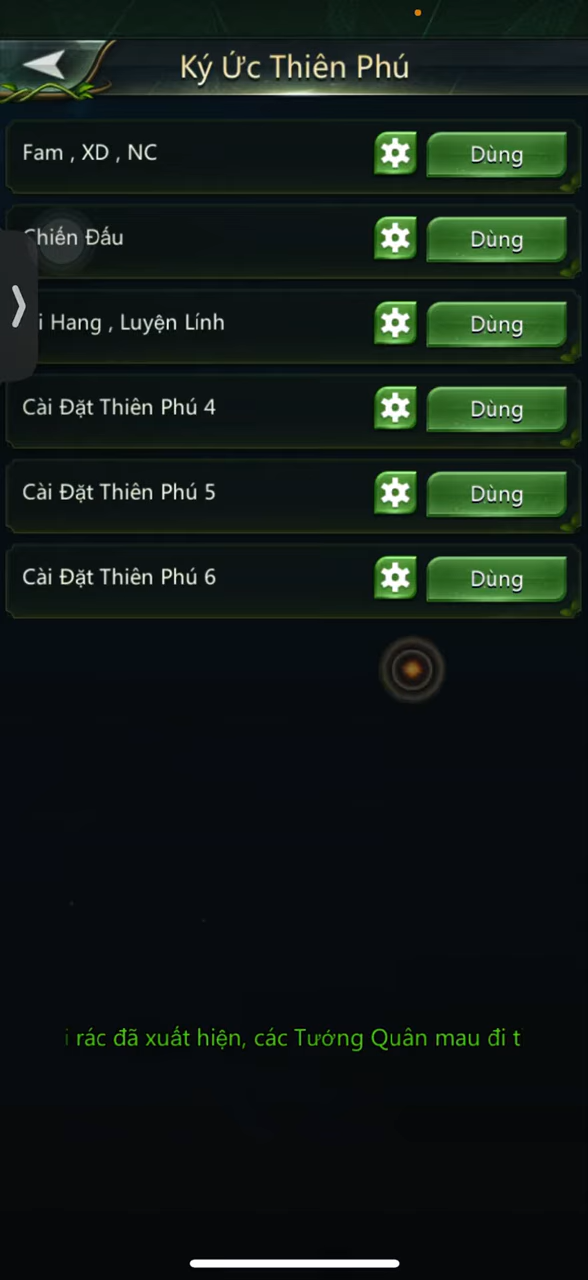 Ký Ức Thiên Phú
Fam , XD , NC
Dùng
Chiến Đấu
Dùng
i Hang , Luyện Lính
Dùng
Cài Đặt Thiên Phú 4
Dùng
Cài Đặt Thiên Phú 5
Dùng
Cài Đặt Thiên Phú 6
Dùng
i rác đã xuất hiện, các Tướng Quân mau đi t